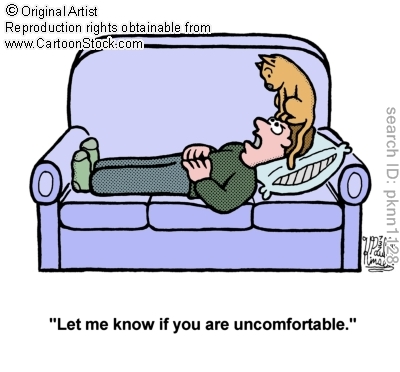 © Original Artist
Reproduction rights obtainable from
www.CartoonStock.com
search ID: pknn1128
"Let me know if you are uncomfortable."